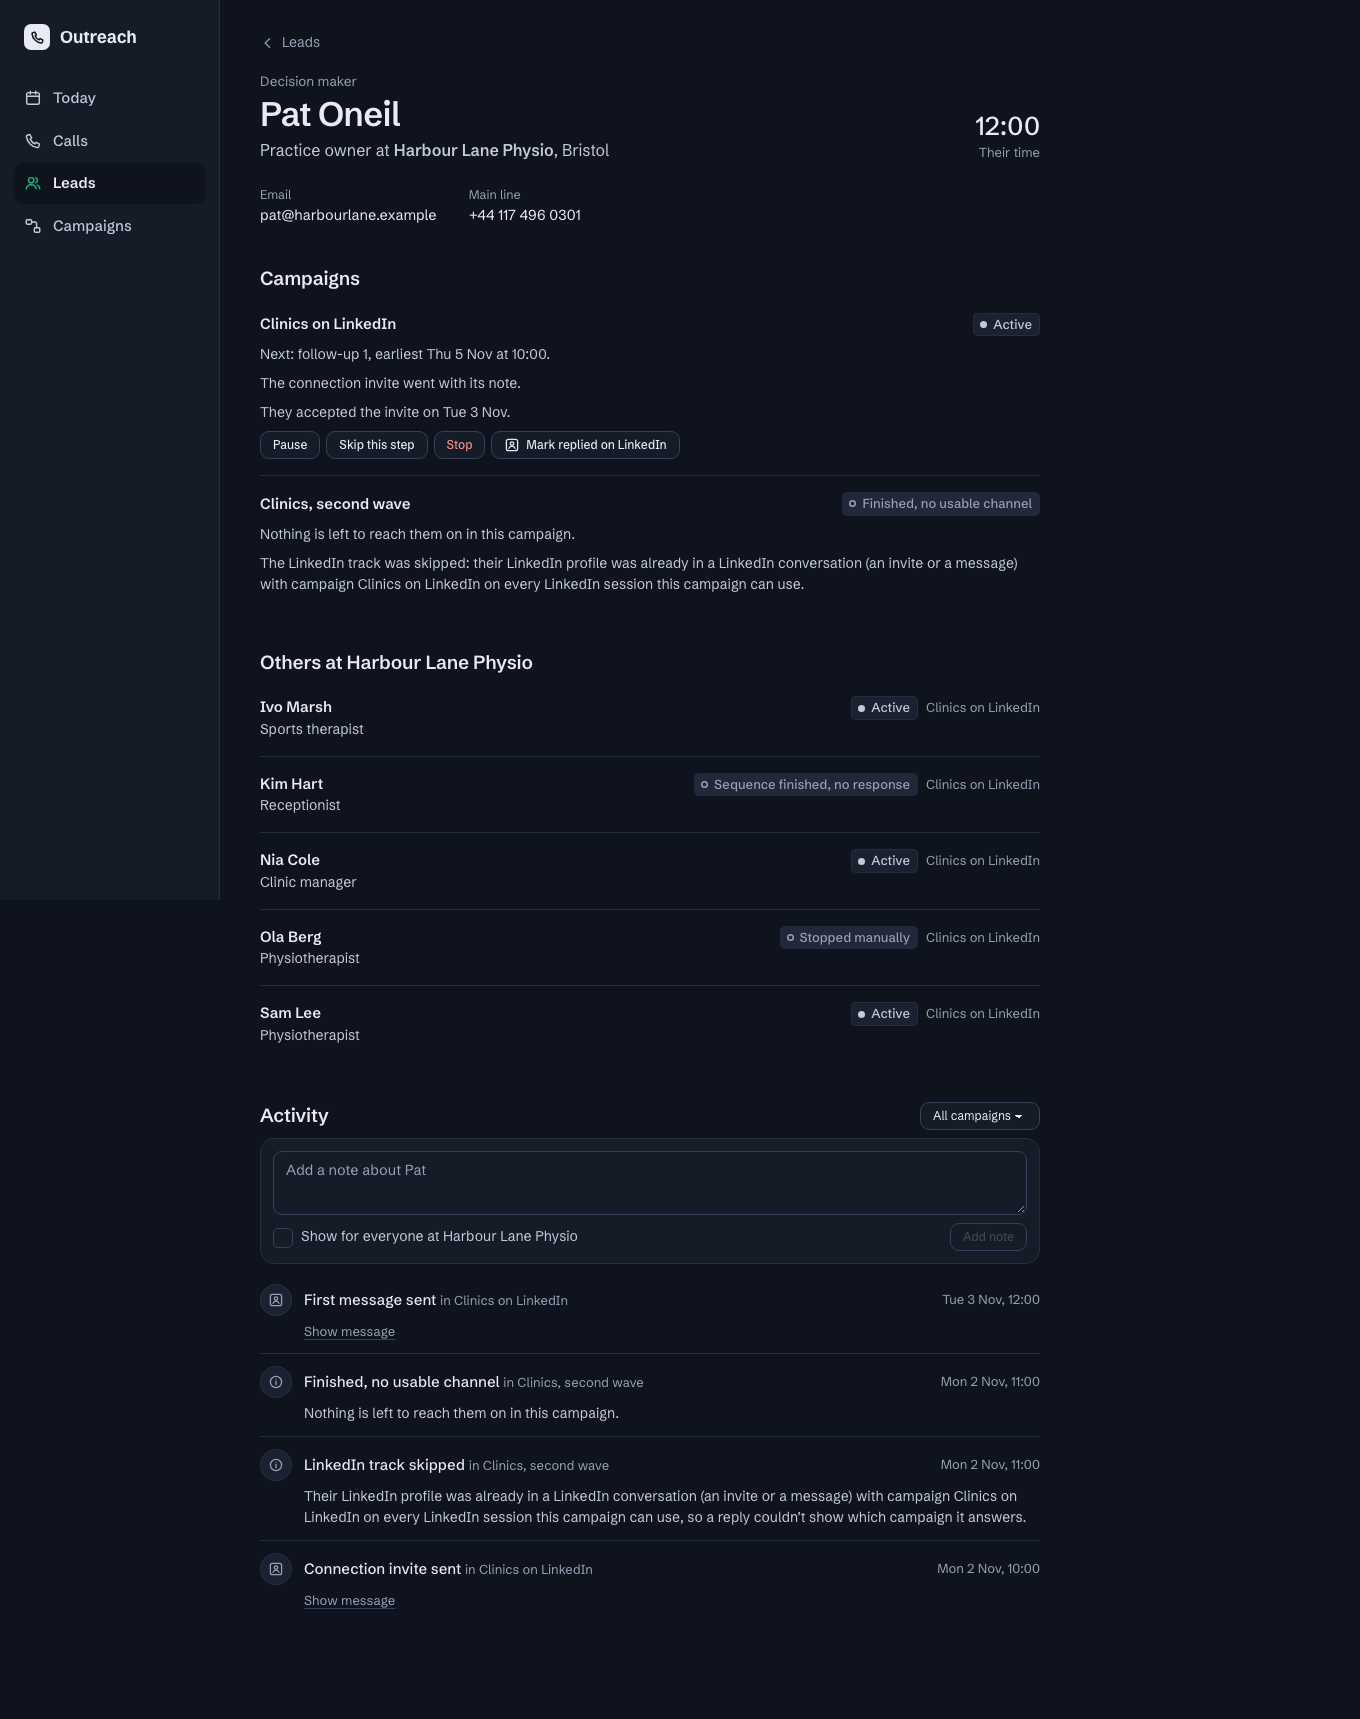 Outreach
Today
Calls
Leads
Campaigns
Leads
Decision maker
Pat Oneil
Practice owner at Harbour Lane Physio, Bristol
12:00
Their time
Email
pat@harbourlane.example
Main line
+44 117 496 0301
Campaigns
Clinics on LinkedIn
Active
Next: follow-up 1, earliest Thu 5 Nov at 10:00.
The connection invite went with its note.
They accepted the invite on Tue 3 Nov.
Pause
Skip this step
Stop
Mark replied on LinkedIn
Clinics, second wave
Finished, no usable channel
Nothing is left to reach them on in this campaign.
The LinkedIn track was skipped: their LinkedIn profile was already in a LinkedIn conversation (an invite or a message)
with campaign Clinics on LinkedIn on every LinkedIn session this campaign can use.
Others at Harbour Lane Physio
Ivo Marsh
Active Clinics on LinkedIn
Sports therapist
Kim Hart
Sequence finished, no response Clinics on LinkedIn
Receptionist
Nia Cole
Active Clinics on LinkedIn
Clinic manager
Ola Berg
Stopped manually Clinics on LinkedIn
Physiotherapist
Sam Lee
Active Clinics on LinkedIn
Physiotherapist
Activity
All campaigns
Add a note about Pat
Show for everyone at Harbour Lane Physio
Add note
First message sent in Clinics on LinkedIn
Tue 3 Nov, 12:00
Show message
Finished, no usable channel in Clinics, second wave
Mon 2 Nov, 11:00
Nothing is left to reach them on in this campaign.
LinkedIn track skipped in Clinics, second wave
Mon 2 Nov, 11:00
Their LinkedIn profile was already in a LinkedIn conversation (an invite or a message) with campaign Clinics on
LinkedIn on every LinkedIn session this campaign can use, so a reply couldn’t show which campaign it answers.
Connection invite sent in Clinics on LinkedIn
Mon 2 Nov, 10:00
Show message